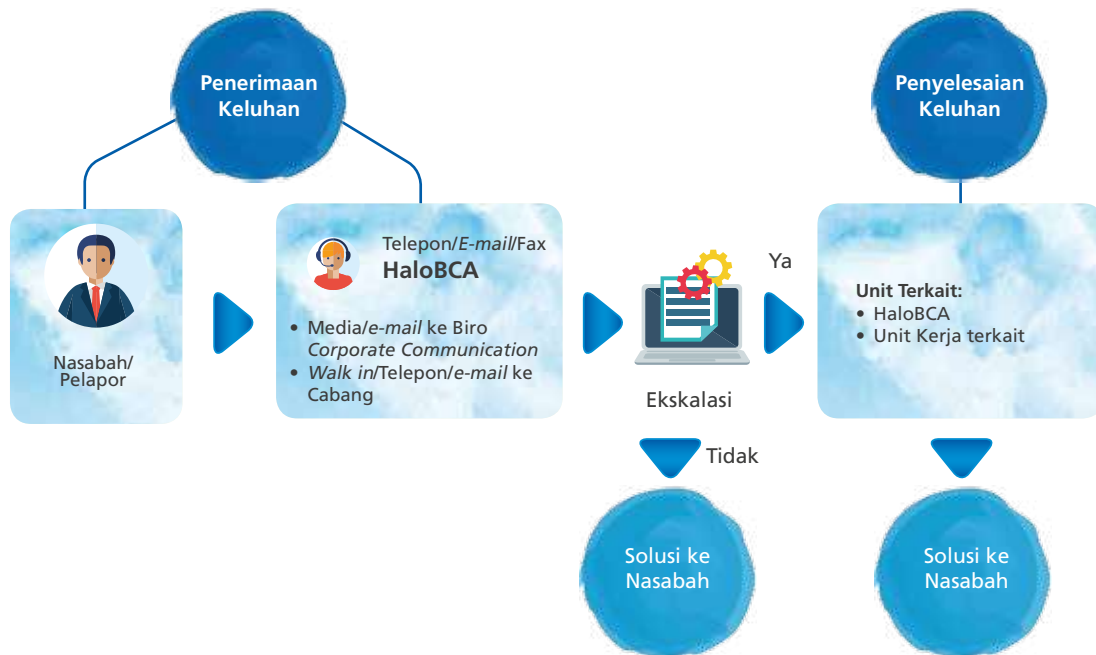 Penerimaan
Keluhan
Penyelesaian
Keluhan
Nasabah/
Pelapor
Telepon/E-mail/Fax
HaloBCA
• Media/e-mail ke Biro
Corporate Communication
• Walk in/Telepon/e-mail ke
Cabang
Ekskalasi
Ya
Unit Terkait:
• HaloBCA
• Unit Kerja terkait
Tidak
Solusi ke
Nasabah
Solusi ke
Nasabah